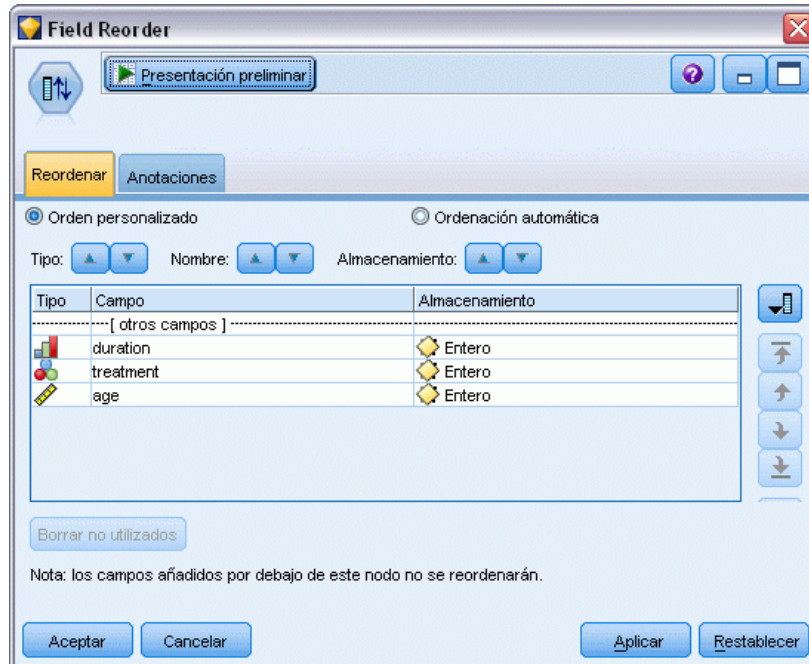 Field Reorder
Presentación preliminar
Reordenar Anotaciones
Orden personalizado Ordenación automática
Tipo: Nombre: Almacenamiento:
Tipo Campo Almacenamiento
[ otros campos ]
duration Entero
treatment Entero
age Entero
Borrar no utilizados
Nota: los campos añadidos por debajo de este nodo no se reordenarán.
Aceptar Cancelar Aplicar Restablecer